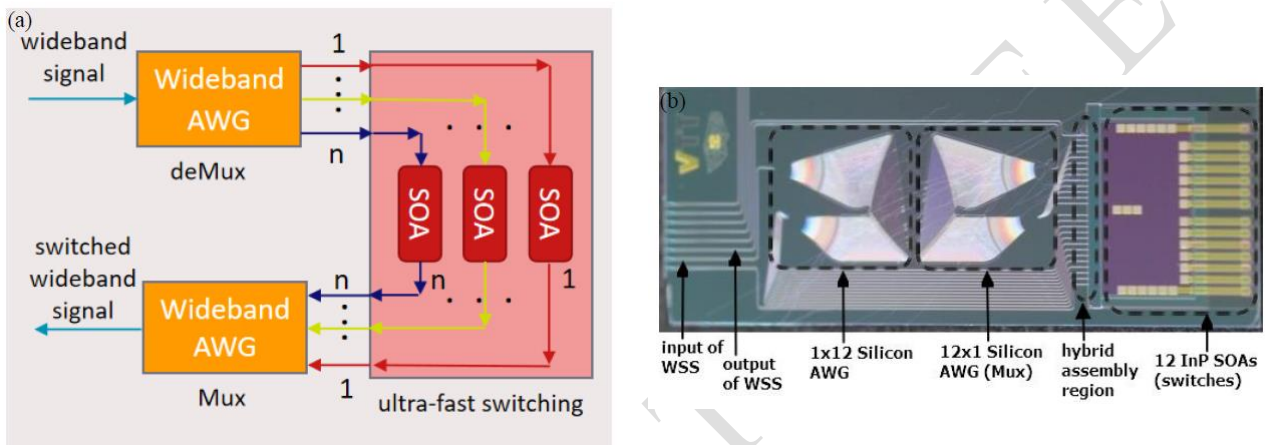 (a)
wideband
signal
Wideband
AWG
deMux
1
n
SOA
SOA
SOA
n
1
switched
wideband
signal
Wideband
AWG
Mux
n
1
ultra-fast switching
(b)
input of
WSS
output
of WSS
1x12 Silicon
AWG
12x1 Silicon
AWG (Mux)
hybrid
assembly
region
12 InP SOAs
(switches)